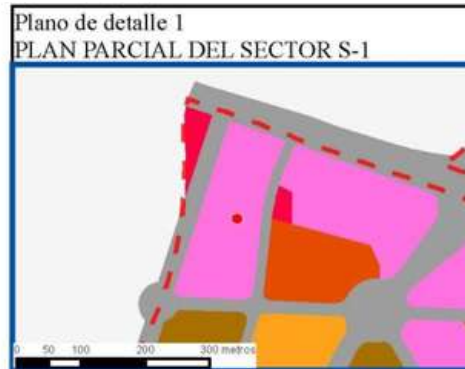 Plano de detalle 1
PLAN PARCIAL DEL SECTOR S-1
0 50 100 200 300 metros